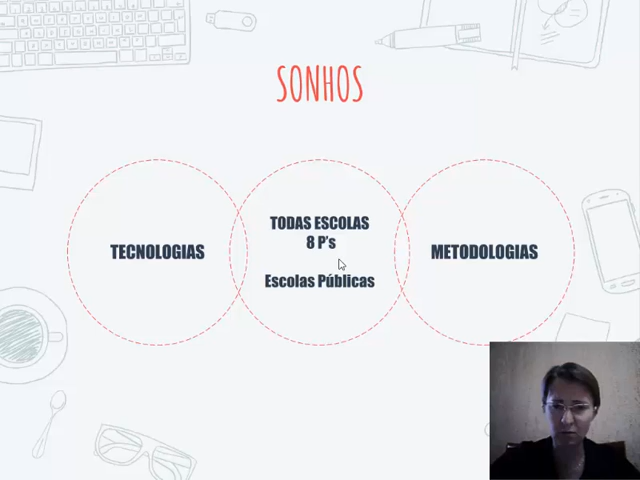 SONHOS
TECNOLOGIAS
TODAS ESCOLAS
8 P's
Escolas Públicas
METODOLOGIAS